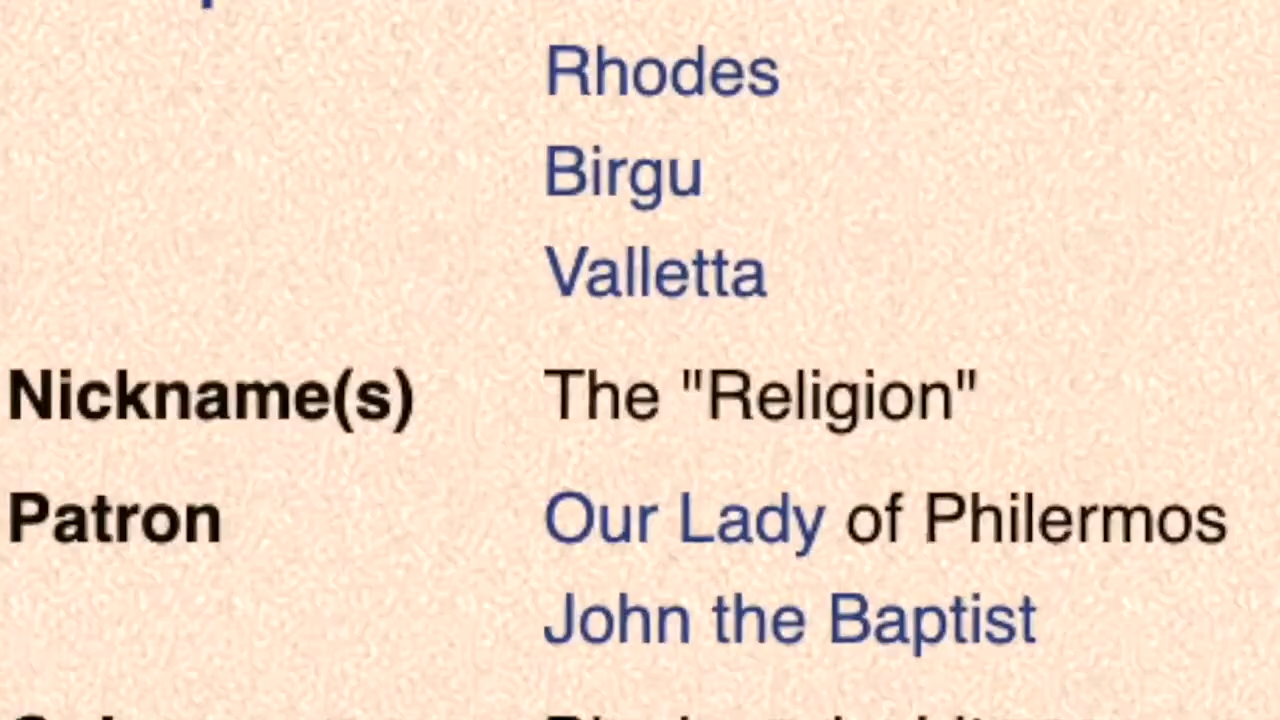 Rhodes
Birgu
Valletta
Nickname(s) The "Religion"
Patron Our Lady of Philermos
John the Baptist